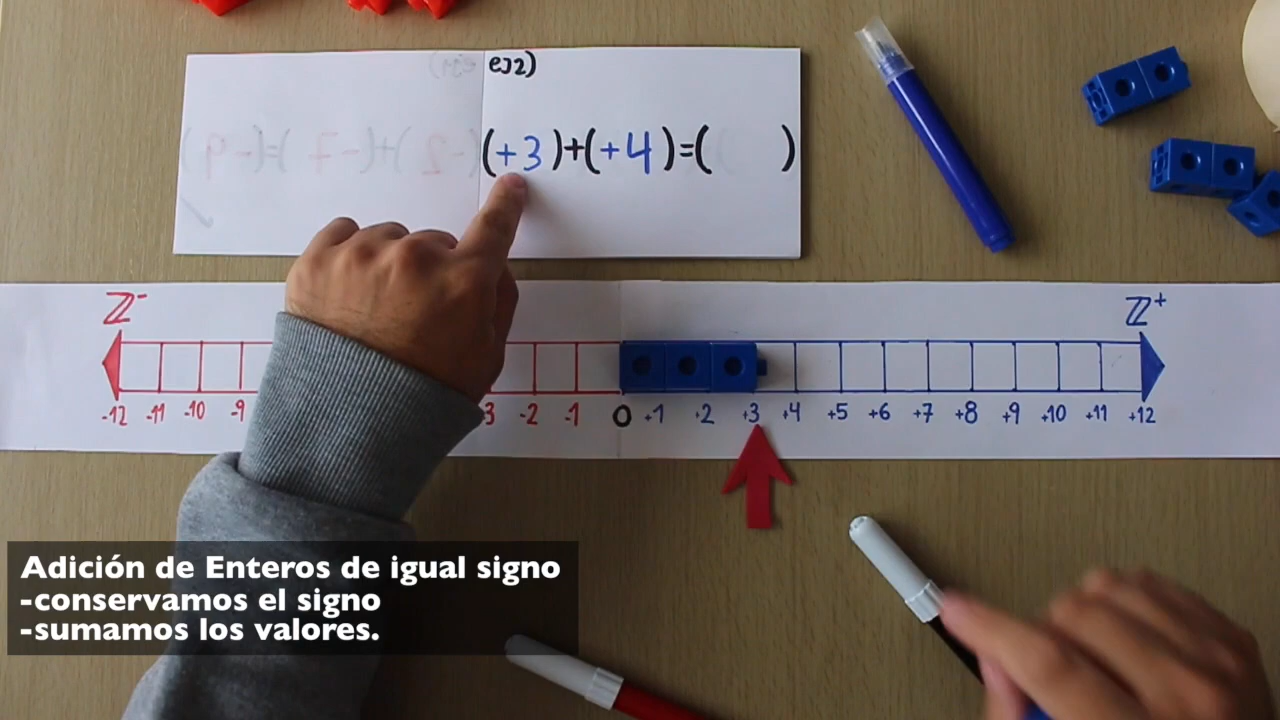 ej2)
(+3)+(+4)=( )
Z- Z+
-12 -11 -10 -9 -3 -2 -1 0 +1 +2 +3 +4 +5 +6 +7 +8 +9 +10 +11 +12
Adición de Enteros de igual signo
-conservamos el signo
-sumamos los valores.